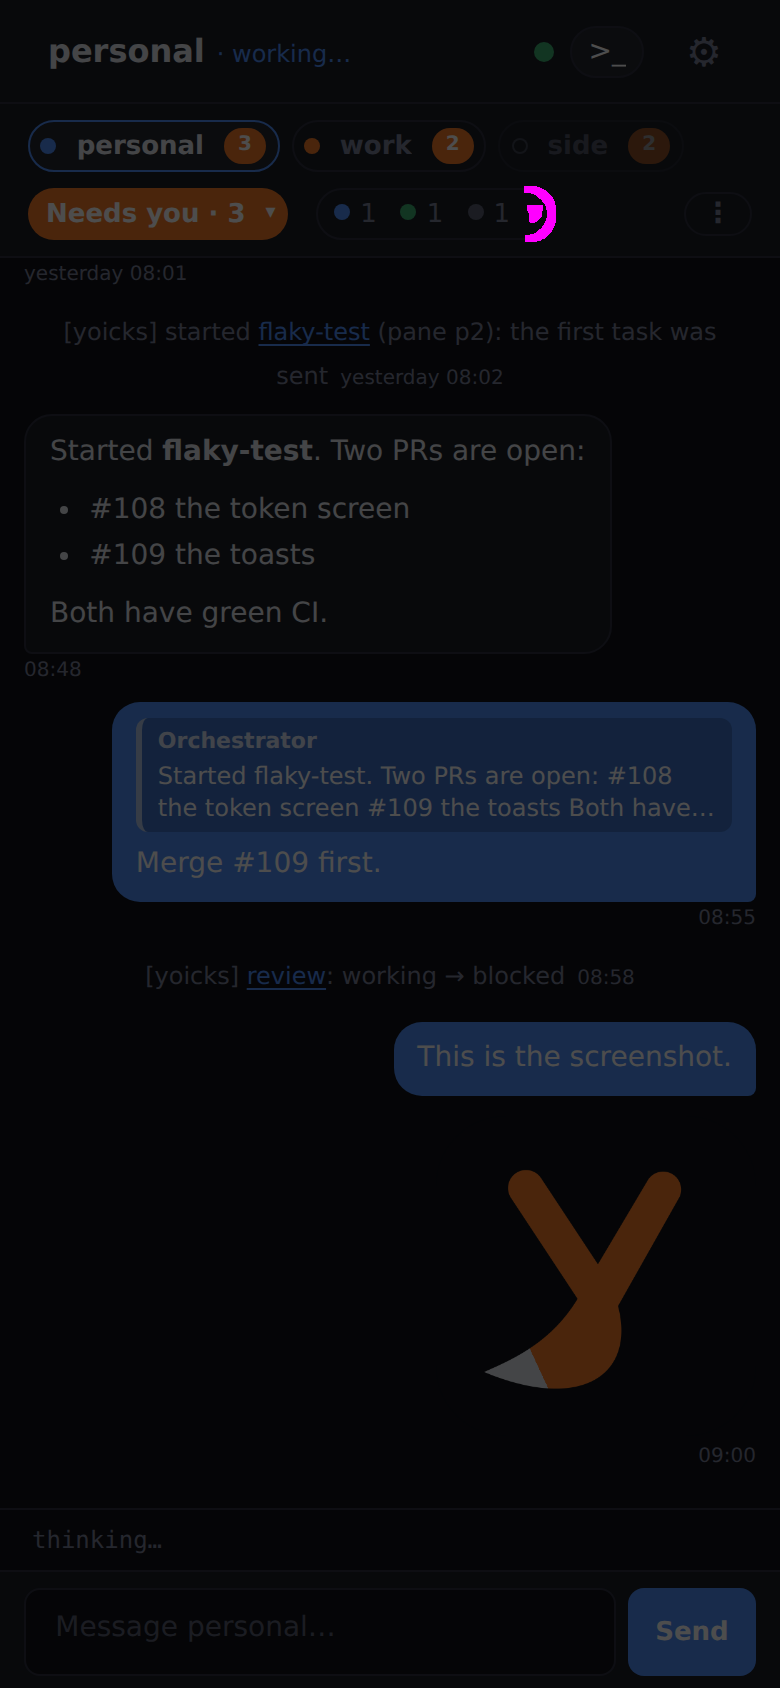 personal · working...
>_
personal 3 work 2 side 2
Needs you · 3 ▾ 1 1 1
yesterday 08:01
[yoicks] started flaky-test (pane p2): the first task was
sent yesterday 08:02
Started flaky-test. Two PRs are open:
• #108 the token screen
• #109 the toasts
Both have green CI.
08:48
Orchestrator
Started flaky-test. Two PRs are open: #108
the token screen #109 the toasts Both have...
Merge #109 first.
08:55
[yoicks] review: working → blocked 08:58
This is the screenshot.
09:00
thinking…
Message personal...
Send